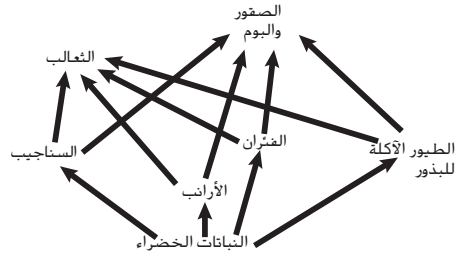 الصقور
والبوم
الثعالب
السناجيب
الفئران
الطيور الآكلة
للبذور
الأرانب
النباتات الخضراء